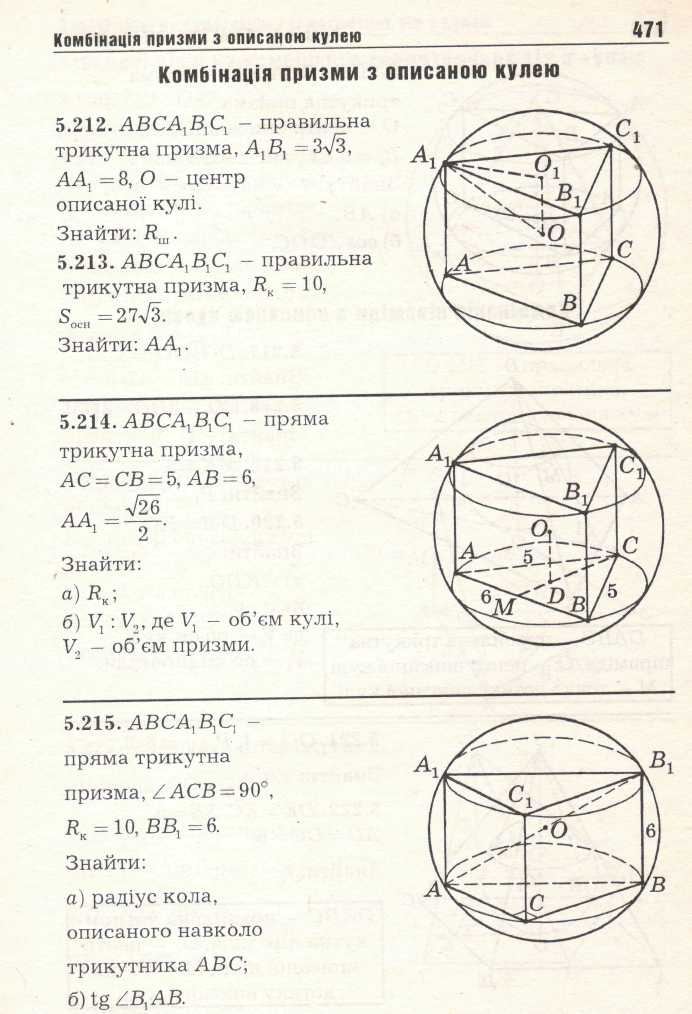 Комбінація призми з описаною кулею 471
Комбінація призми з описаною кулею
5.212. ABCA₁B₁C₁ – правильна
трикутна призма, A₁B₁ = 3√3,
AA₁ = 8, O – центр
описаної кулі.
Знайти: Rш.
5.213. ABCA₁B₁C₁ – правильна
трикутна призма, Rк = 10,
Sосн = 27√3.
Знайти: AA₁.
A₁ C₁ O₁ B₁ O A C B
5.214. ABCA₁B₁C₁ – пряма
трикутна призма,
AC = CB = 5, AB = 6,
AA₁ = √26/2.
Знайти:
а) Rк;
б) V₁ : V₂, де V₁ – об'єм кулі,
V₂ – об'єм призми.
A₁ C₁ B₁ O A 5 C 6 M D B 5
5.215. ABCA₁B₁C₁ –
пряма трикутна
призма, ∠ACB = 90°,
Rк = 10, BB₁ = 6.
Знайти:
а) радіус кола,
описаного навколо
трикутника ABC;
б) tg ∠B₁AB.
A₁ B₁ C₁ O 6 A B C